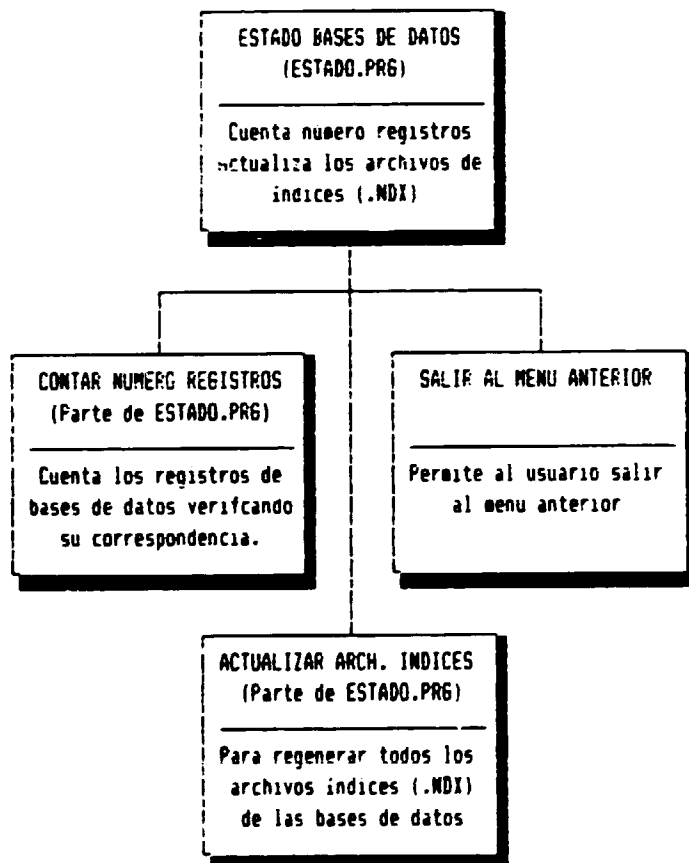 ESTADO BASES DE DATOS
(ESTADO.PRG)
Cuenta numero registros
actualiza los archivos de
indices (.NDX)
CONTAR NUMERO REGISTROS
(Parte de ESTADO.PRG)
Cuenta los registros de
bases de datos verifcando
su correspondencia.
SALIR AL MENU ANTERIOR
Permite al usuario salir
al menu anterior
ACTUALIZAR ARCH. INDICES
(Parte de ESTADO.PRG)
Para regenerar todos los
archivos indices (.NDX)
de las bases de datos